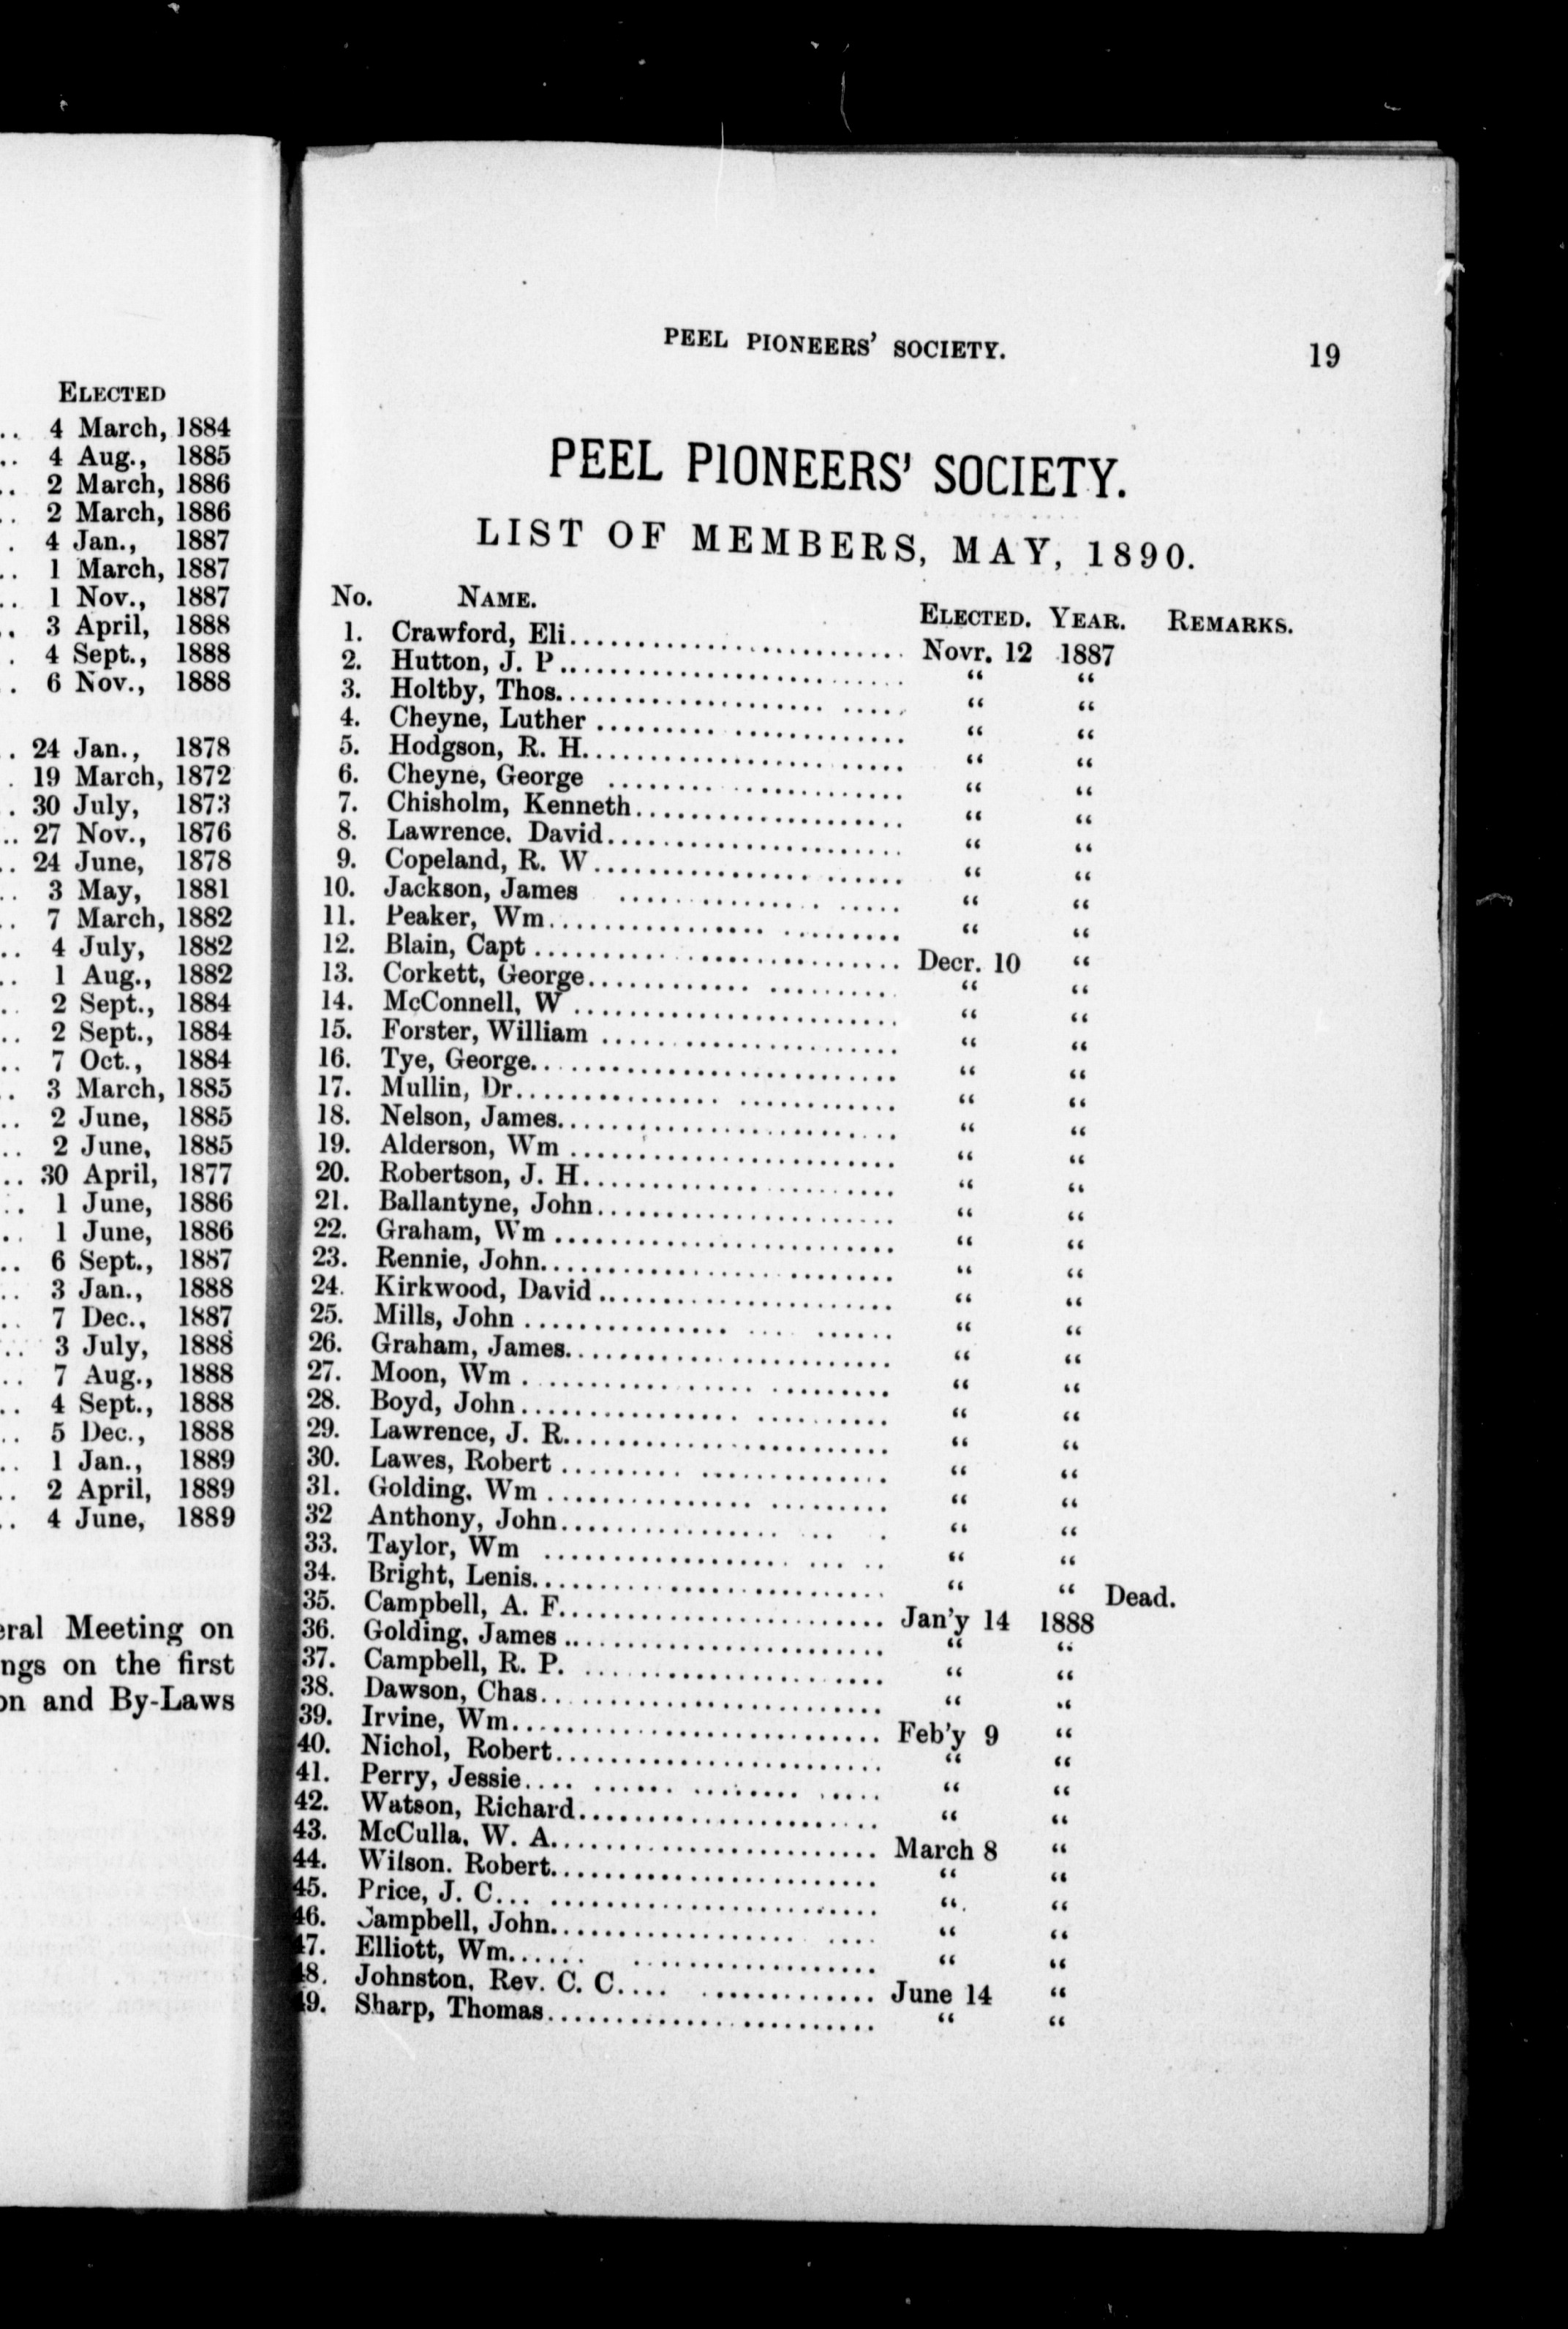 ELECTED
4 March, 1884
4 Aug., 1885
2 March, 1886
2 March, 1886
4 Jan., 1887
1 March, 1887
1 Nov., 1887
3 April, 1888
4 Sept., 1888
6 Nov., 1888
24 Jan., 1878
19 March, 1872
30 July, 1873
27 Nov., 1876
24 June, 1878
3 May, 1881
7 March, 1882
4 July, 1882
1 Aug., 1882
2 Sept., 1884
2 Sept., 1884
7 Oct., 1884
3 March, 1885
2 June, 1885
2 June, 1885
30 April, 1877
1 June, 1886
1 June, 1886
6 Sept., 1887
3 Jan., 1888
7 Dec., 1887
3 July, 1888
7 Aug., 1888
4 Sept., 1888
5 Dec., 1888
1 Jan., 1889
2 April, 1889
4 June, 1889
eral Meeting on
ngs on the first
on and By-Laws
PEEL PIONEERS' SOCIETY. 19
PEEL PIONEERS' SOCIETY.
LIST OF MEMBERS, MAY, 1890.
No. NAME. ELECTED. YEAR. REMARKS.
1. Crawford, Eli Novr. 12 1887
2. Hutton, J. P “ “
3. Holtby, Thos. “ “
4. Cheyne, Luther “ “
5. Hodgson, R. H. “ “
6. Cheyne, George “ “
7. Chisholm, Kenneth “ “
8. Lawrence. David “ “
9. Copeland, R. W “ “
10. Jackson, James “ “
11. Peaker, Wm “ “
12. Blain, Capt Decr. 10 “
13. Corkett, George “ “
14. McConnell, W “ “
15. Forster, William “ “
16. Tye, George “ “
17. Mullin, Dr “ “
18. Nelson, James “ “
19. Alderson, Wm “ “
20. Robertson, J. H. “ “
21. Ballantyne, John “ “
22. Graham, Wm “ “
23. Rennie, John “ “
24. Kirkwood, David “ “
25. Mills, John “ “
26. Graham, James “ “
27. Moon, Wm “ “
28. Boyd, John “ “
29. Lawrence, J. R. “ “
30. Lawes, Robert “ “
31. Golding. Wm “ “
32 Anthony, John “ “
33. Taylor, Wm “ “
34. Bright, Lenis “ “ Dead.
35. Campbell, A. F. Jan'y 14 1888
36. Golding, James “ “
37. Campbell, R. P. “ “
38. Dawson, Chas. “ “
39. Irvine, Wm Feb'y 9 “
40. Nichol, Robert “ “
41. Perry, Jessie “ “
42. Watson, Richard “ “
43. McCulla, W. A. March 8 “
44. Wilson. Robert “ “
45. Price, J. C “ “
46. Campbell, John “ “
47. Elliott, Wm “ “
48. Johnston, Rev. C. C June 14 “
49. Sharp, Thomas “ “